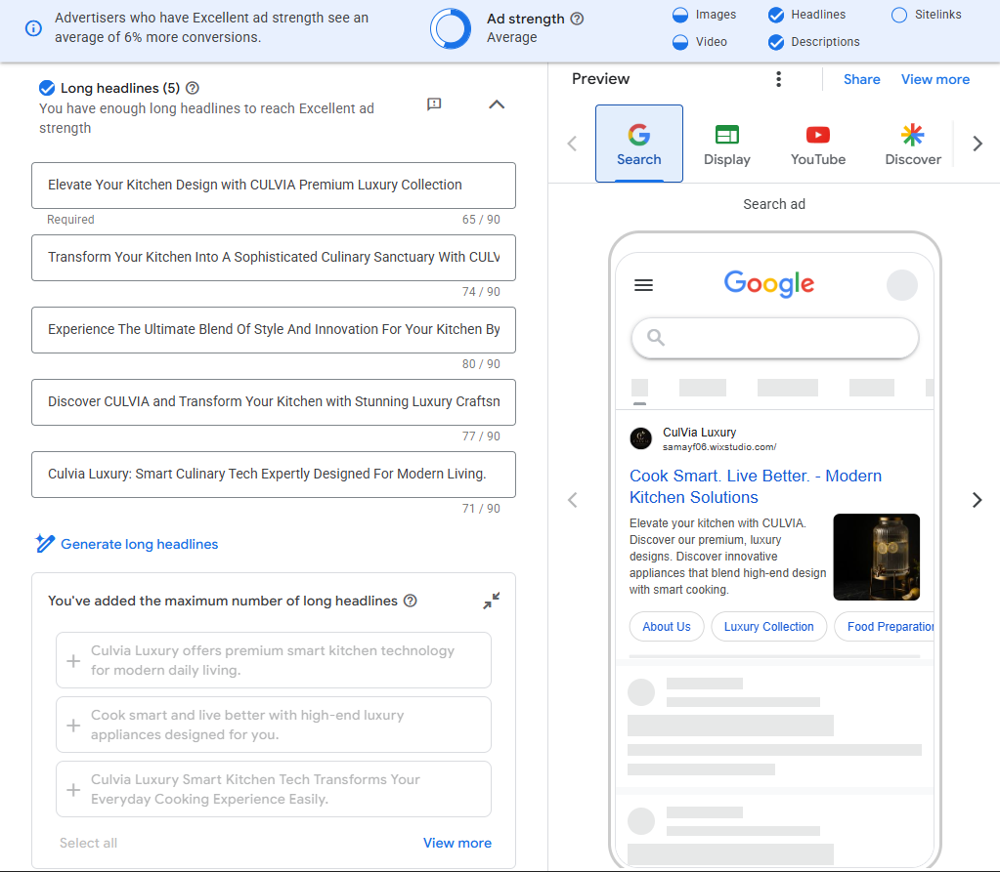 Advertisers who have Excellent ad strength see an
average of 6% more conversions.
Ad strength
Average
Images
Headlines
Sitelinks
Video
Descriptions
Long headlines (5)
You have enough long headlines to reach Excellent ad
strength
Elevate Your Kitchen Design with CULVIA Premium Luxury Collection
Required
65 / 90
Transform Your Kitchen Into A Sophisticated Culinary Sanctuary With CULV
74 / 90
Experience The Ultimate Blend Of Style And Innovation For Your Kitchen By
80 / 90
Discover CULVIA and Transform Your Kitchen with Stunning Luxury Craftsm
77 / 90
Culvia Luxury: Smart Culinary Tech Expertly Designed For Modern Living.
71 / 90
Generate long headlines
You've added the maximum number of long headlines
Culvia Luxury offers premium smart kitchen technology
for modern daily living.
Cook smart and live better with high-end luxury
appliances designed for you.
Culvia Luxury Smart Kitchen Tech Transforms Your
Everyday Cooking Experience Easily.
Select all
View more
Preview
Share
View more
Search
Display
YouTube
Discover
Search ad
Google
CulVia Luxury
samayf06.wixstudio.com/
Cook Smart. Live Better. - Modern
Kitchen Solutions
Elevate your kitchen with CULVIA.
Discover our premium, luxury
designs. Discover innovative
appliances that blend high-end design
with smart cooking.
About Us
Luxury Collection
Food Preparation